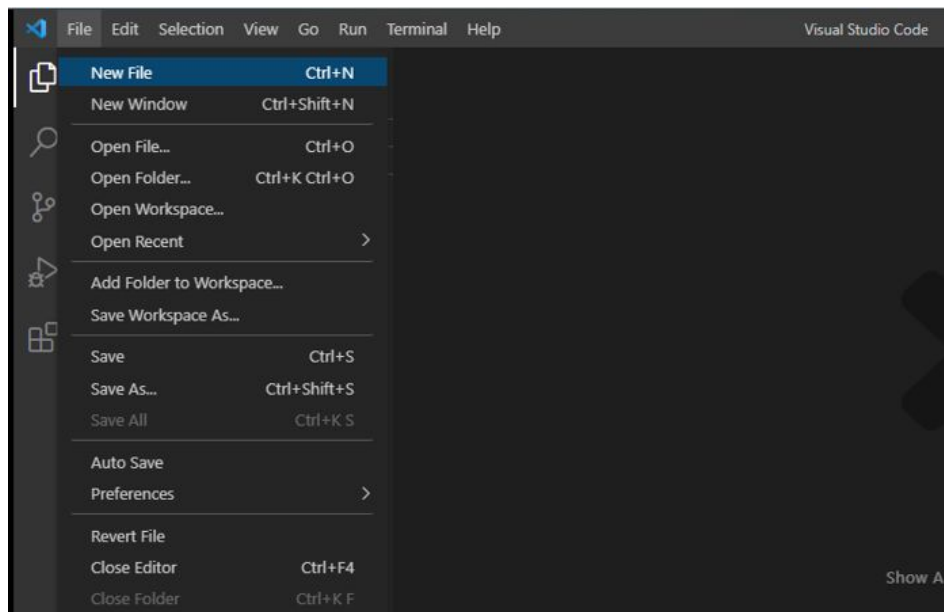 File Edit Selection View Go Run Terminal Help Visual Studio Code
New File Ctrl+N
New Window Ctrl+Shift+N
Open File... Ctrl+O
Open Folder... Ctrl+K Ctrl+O
Open Workspace...
Open Recent
Add Folder to Workspace...
Save Workspace As...
Save Ctrl+S
Save As... Ctrl+Shift+S
Save All Ctrl+K S
Auto Save
Preferences
Revert File
Close Editor Ctrl+F4
Show A
Close Folder Ctrl+K F